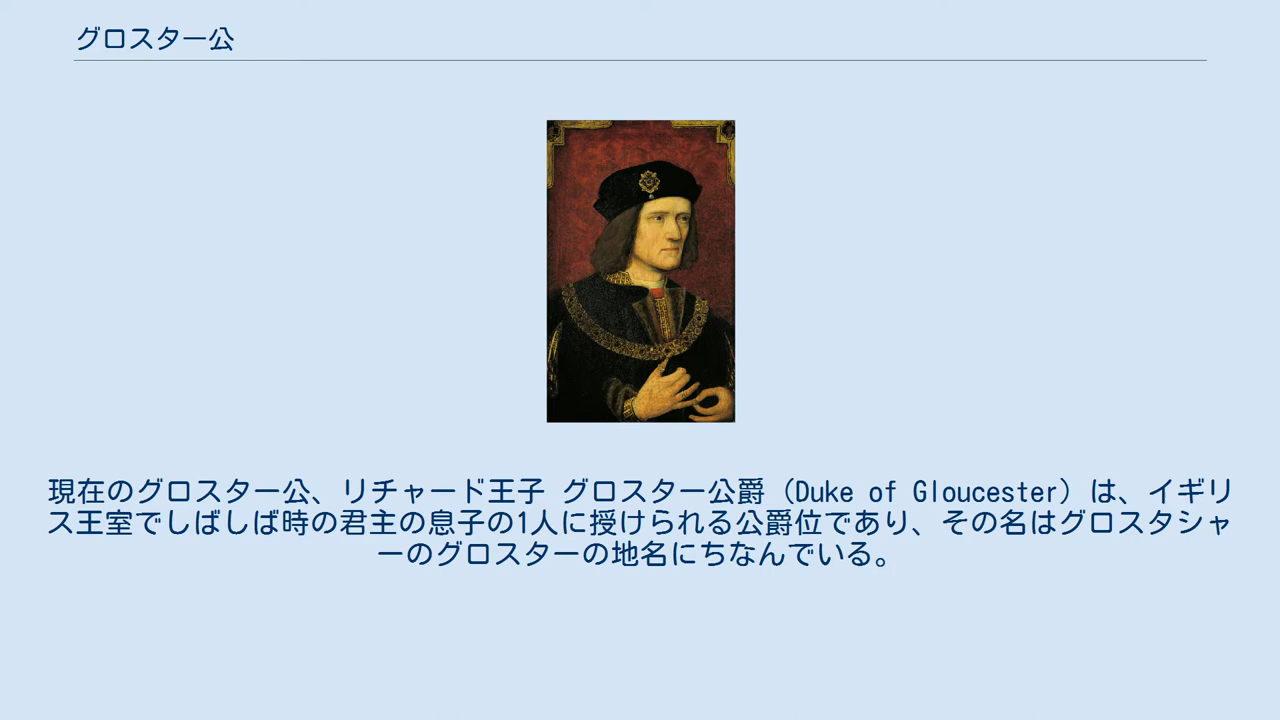 グロスター公
現在のグロスター公、リチャード王子 グロスター公爵（Duke of Gloucester）は、イギリ
ス王室でしばしば時の君主の息子の1人に授けられる公爵位であり、その名はグロスタシャ
ーのグロスターの地名にちなんでいる。